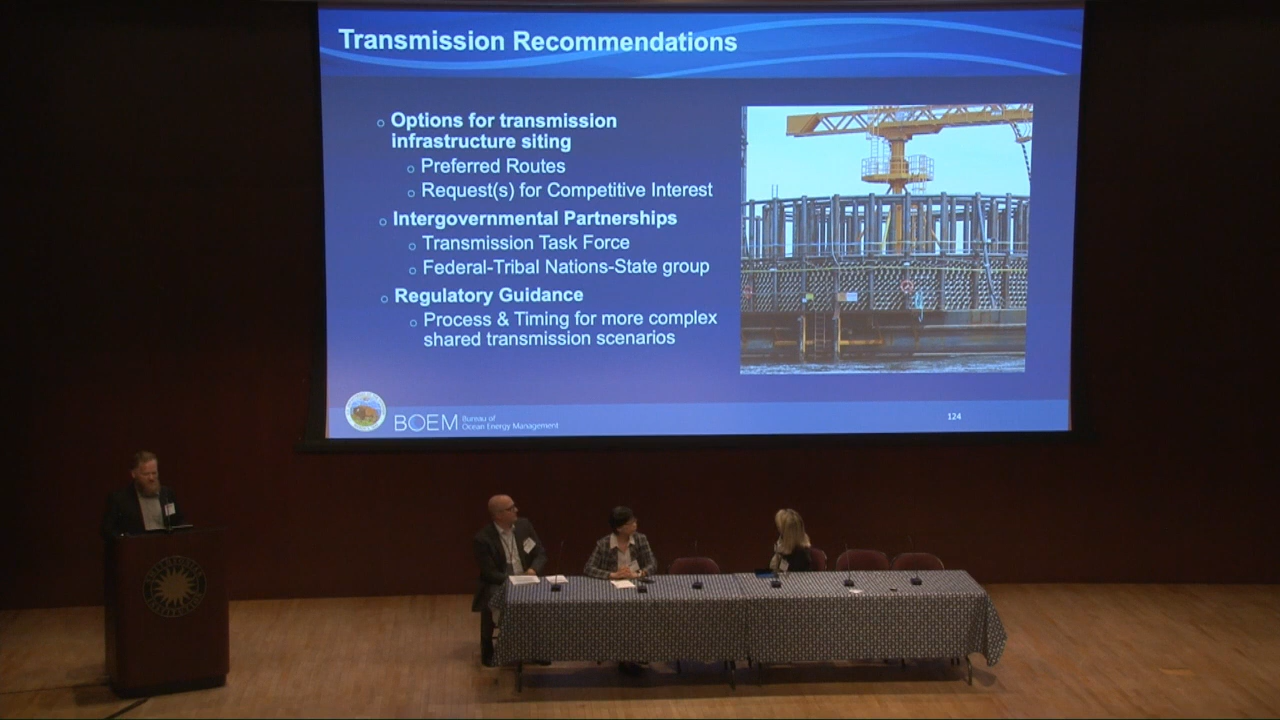 Transmission Recommendations
Options for transmission
infrastructure siting
Preferred Routes
Request(s) for Competitive Interest
Intergovernmental Partnerships
Transmission Task Force
Federal-Tribal Nations-State group
Regulatory Guidance
Process & Timing for more complex
shared transmission scenarios
BOEM
Bureau of
Ocean Energy Management
124